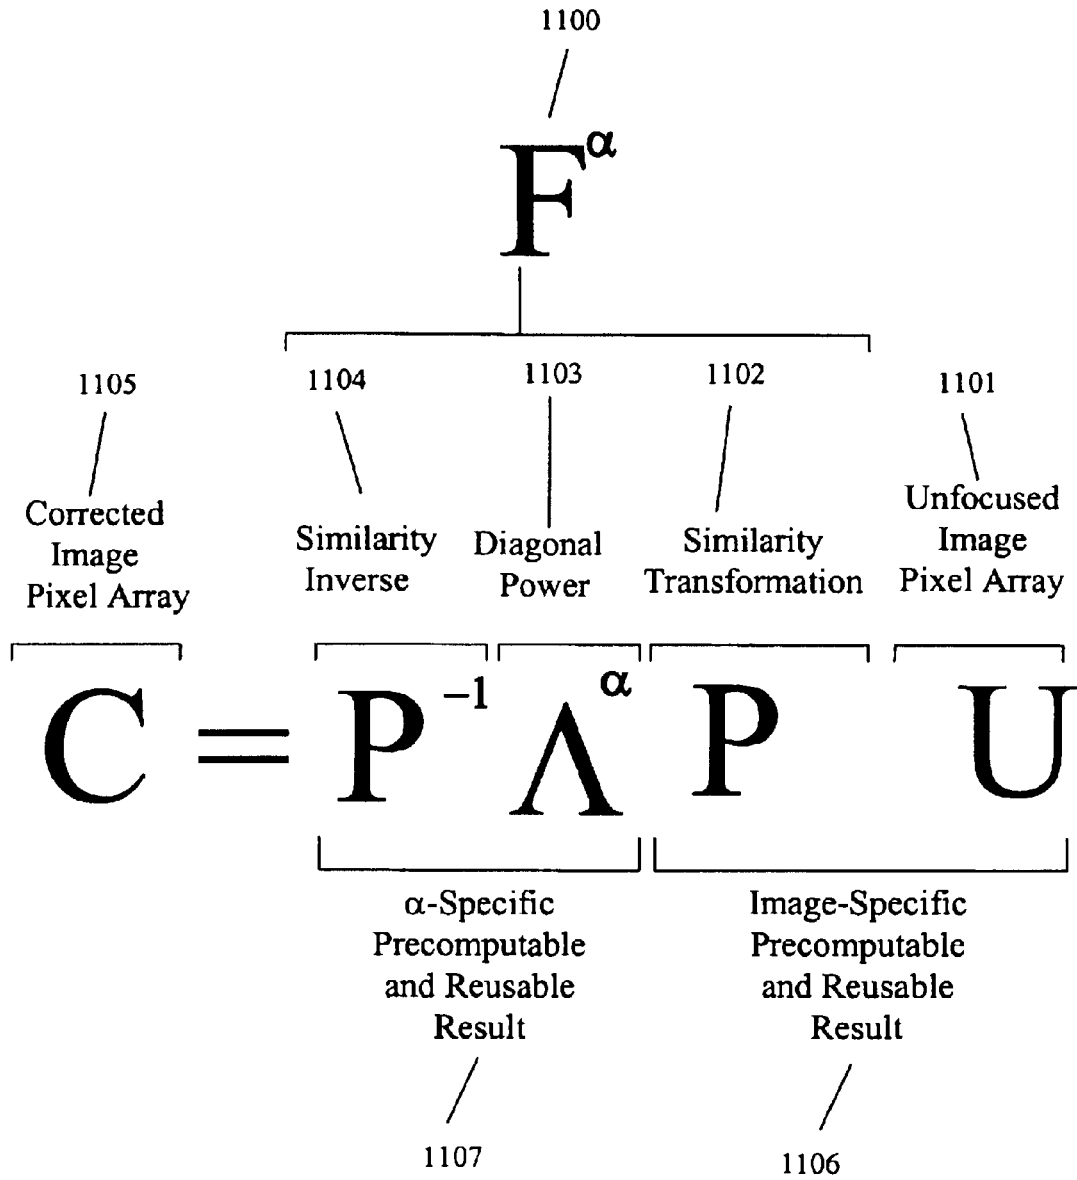 1100
F^α
1105 1104 1103 1102 1101
Corrected
Image
Pixel Array
Similarity
Inverse
Diagonal
Power
Similarity
Transformation
Unfocused
Image
Pixel Array
C = P^-1 Λ^α P U
α-Specific
Precomputable
and Reusable
Result
Image-Specific
Precomputable
and Reusable
Result
1107
1106